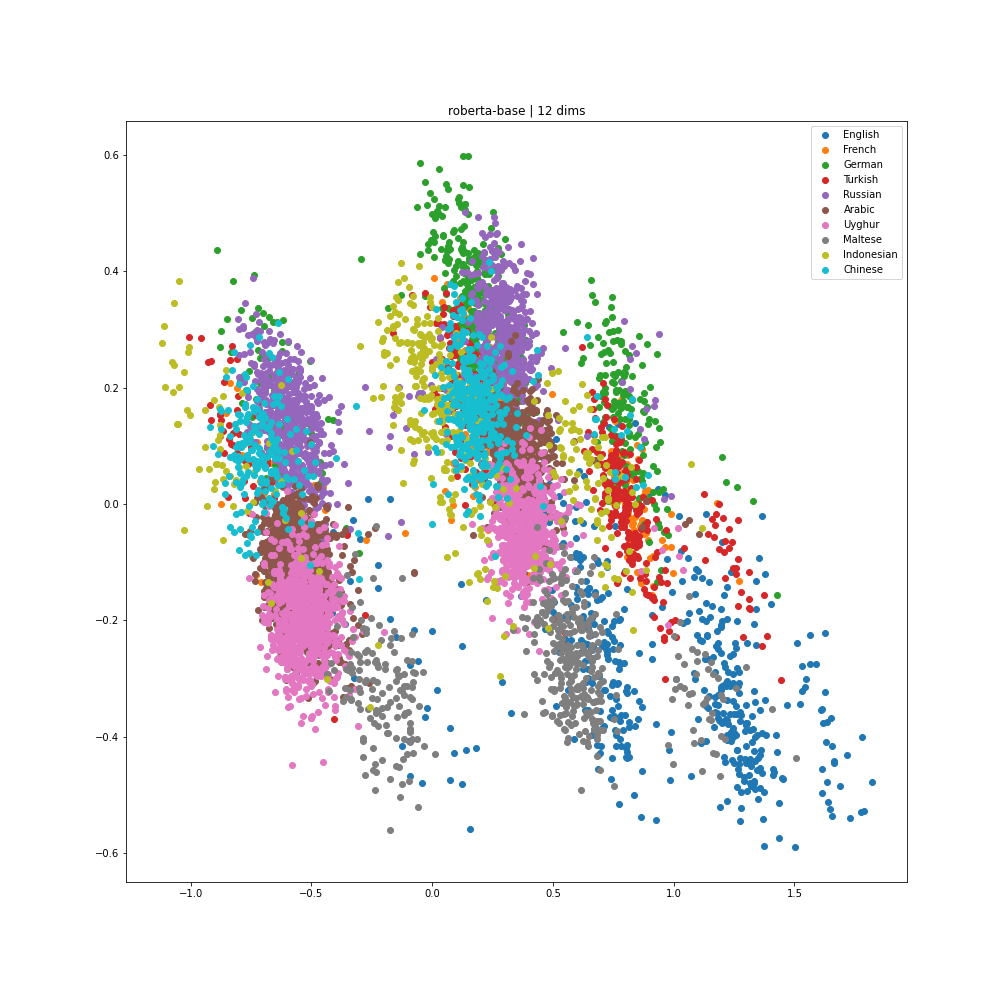 roberta-base | 12 dims
English
French
German
Turkish
Russian
Arabic
Uyghur
Maltese
Indonesian
Chinese
0.6
0.4
0.2
0.0
−0.2
−0.4
−0.6
−1.0
−0.5
0.0
0.5
1.0
1.5